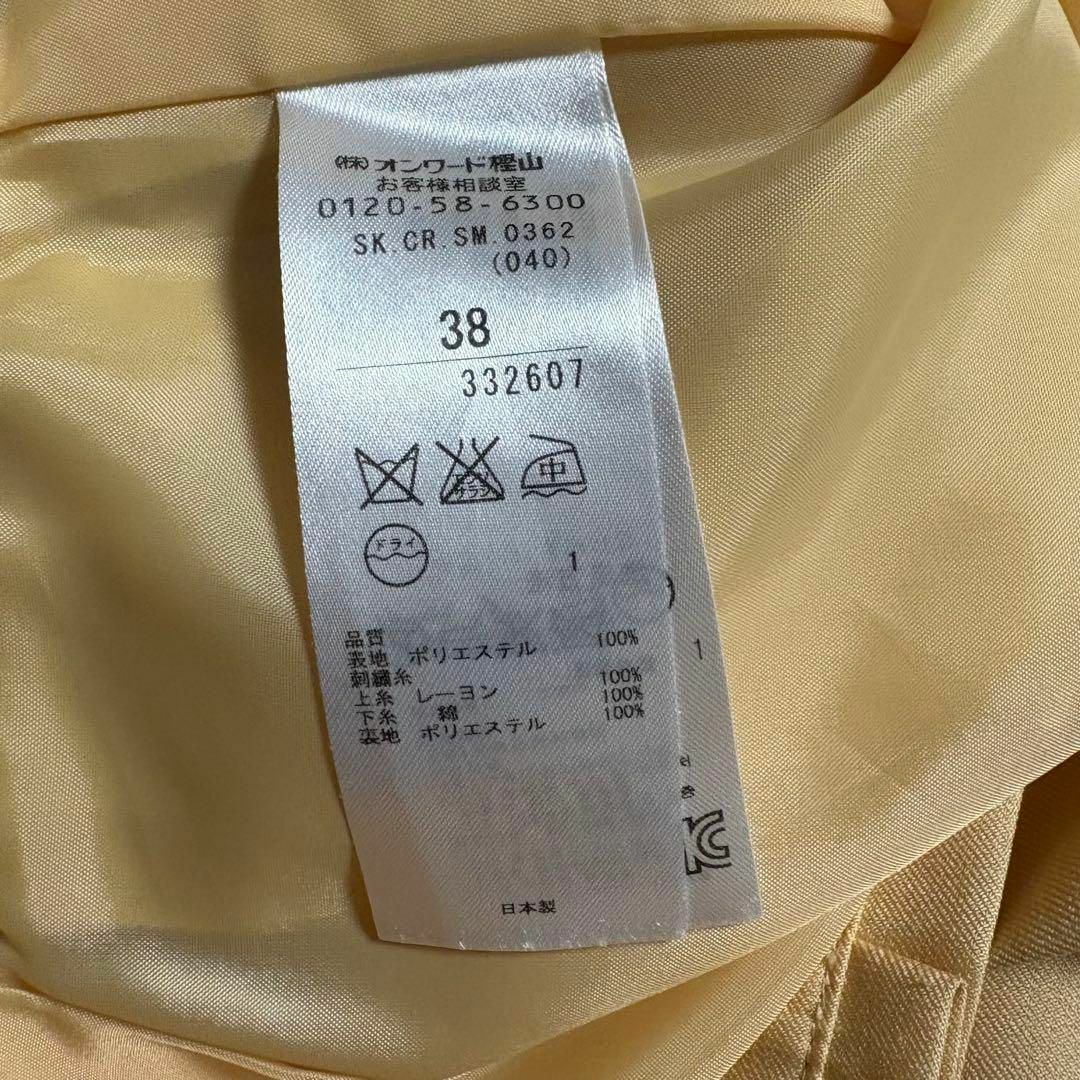 ㈱オンワード樫山
お客様相談室
0120-58-6300
SK.CR.SM.0362
(040)
38
332607
中
ドライ
1
品質
表地 ポリエステル 100%
刺繍糸
上糸 レーヨン 100%
下糸 綿 100%
裏地 ポリエステル 100%
日本製
1